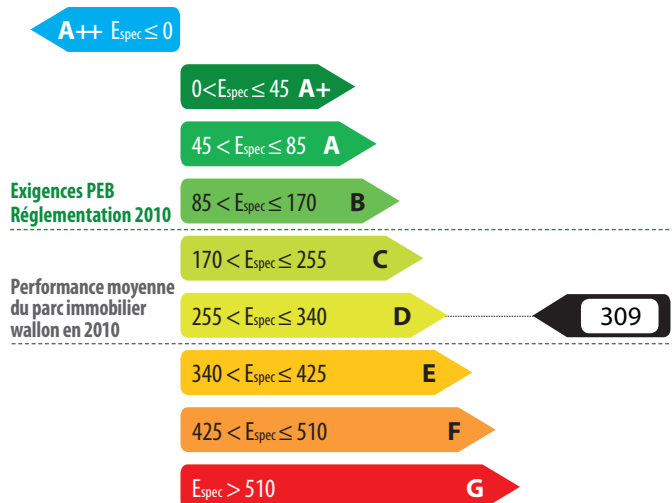 A++ Espec ≤ 0
0 < Espec ≤ 45 A+
45 < Espec ≤ 85 A
Exigences PEB
Réglementation 2010
85 < Espec ≤ 170 B
170 < Espec ≤ 255 C
Performance moyenne
du parc immobilier
wallon en 2010
255 < Espec ≤ 340 D
309
340 < Espec ≤ 425 E
425 < Espec ≤ 510 F
Espec > 510 G